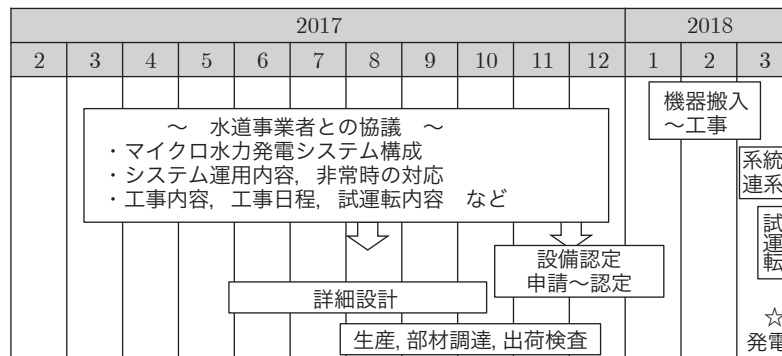 2017 2018
2 3 4 5 6 7 8 9 10 11 12 1 2 3
機器搬入
～工事
～　水道事業者との協議　～
・マイクロ水力発電システム構成
・システム運用内容, 非常時の対応
・工事内容, 工事日程, 試運転内容　など
系統
連系
試運転
設備認定
申請～認定
詳細設計
生産, 部材調達, 出荷検査
☆
発電